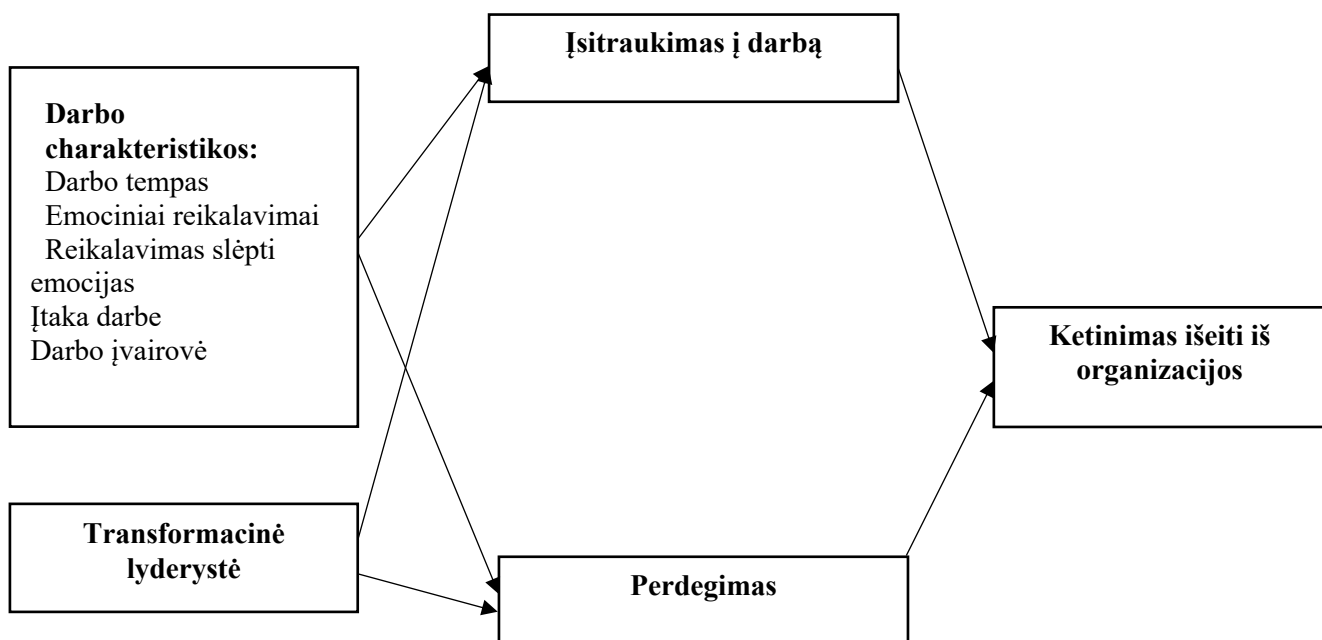 Įsitraukimas į darbą
Darbo
charakteristikos:
Darbo tempas
Emociniai reikalavimai
Reikalavimas slėpti
emocijas
Įtaka darbe
Darbo įvairovė
Ketinimas išeiti iš
organizacijos
Transformacinė
lyderystė
Perdegimas